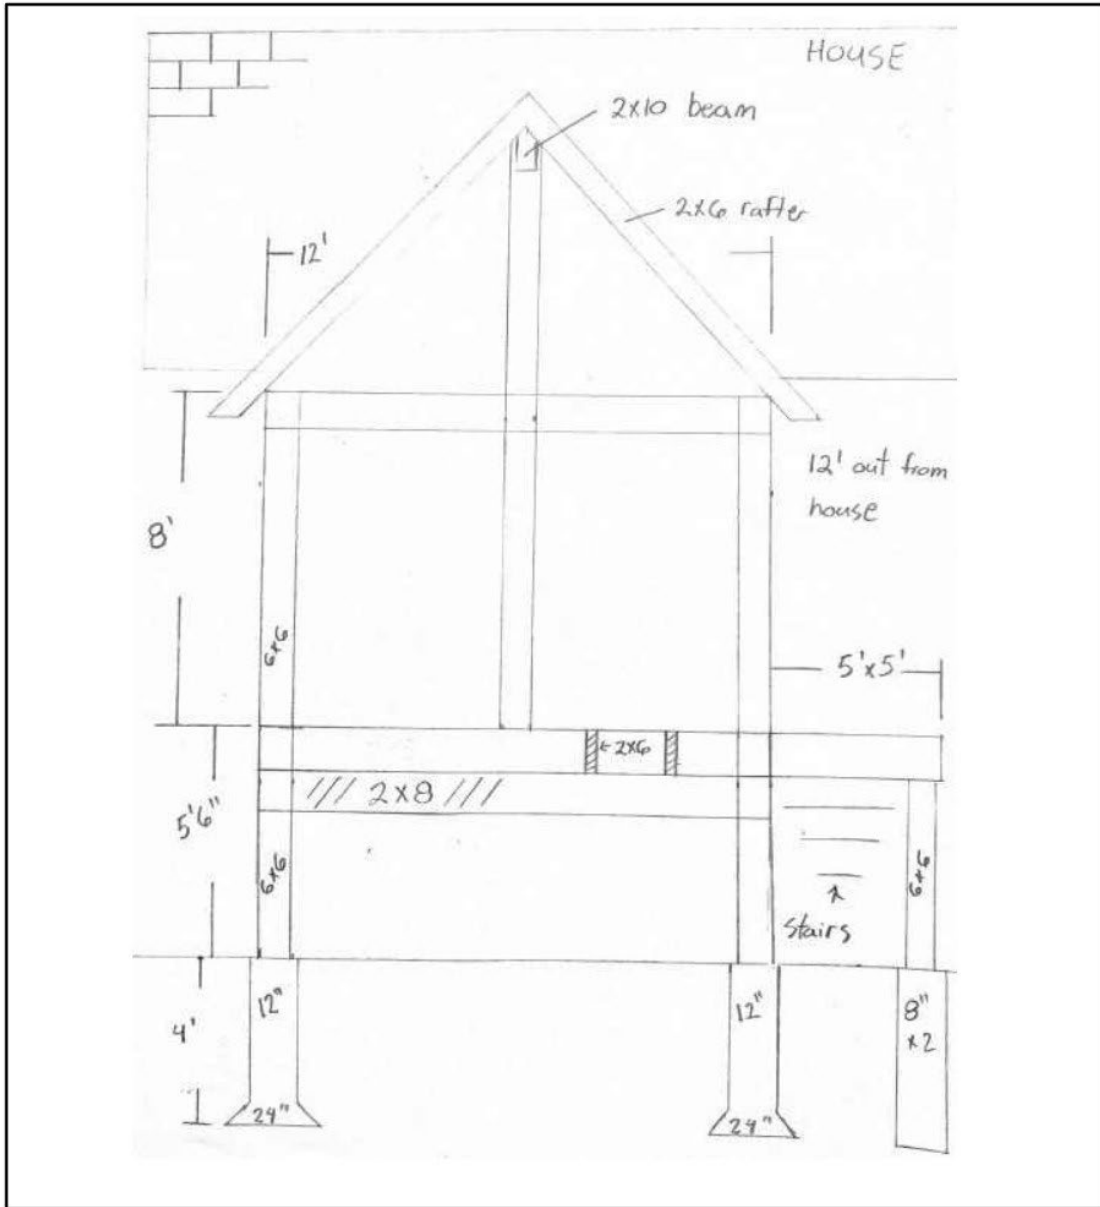 HOUSE
2x10 beam
2x6 rafter
12'
12' out from
house
8'
6x6
5'x5'
←2x6
/// 2x8 ///
5'6"
6x6
6x6
stairs
4'
12"
12"
8"
x2
24"
24"